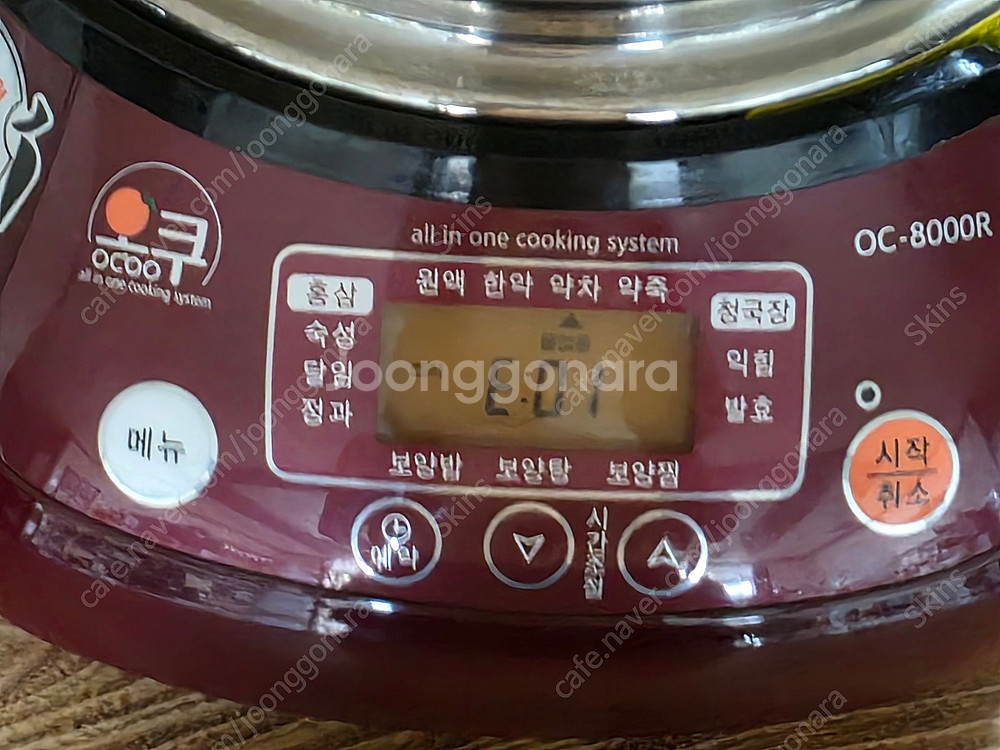 오쿠
ocoo
all in one cooking system
all in one cooking system
OC-8000R
원액 한약 약차 약죽
홍삼
숙성
달임
정과
E:01
청국장
익힘
발효
보양밥 보양탕 보양찜
메뉴
예약
시간조절
시작
취소
joonggonara
cafe.naver.com/joonggonara
Skins